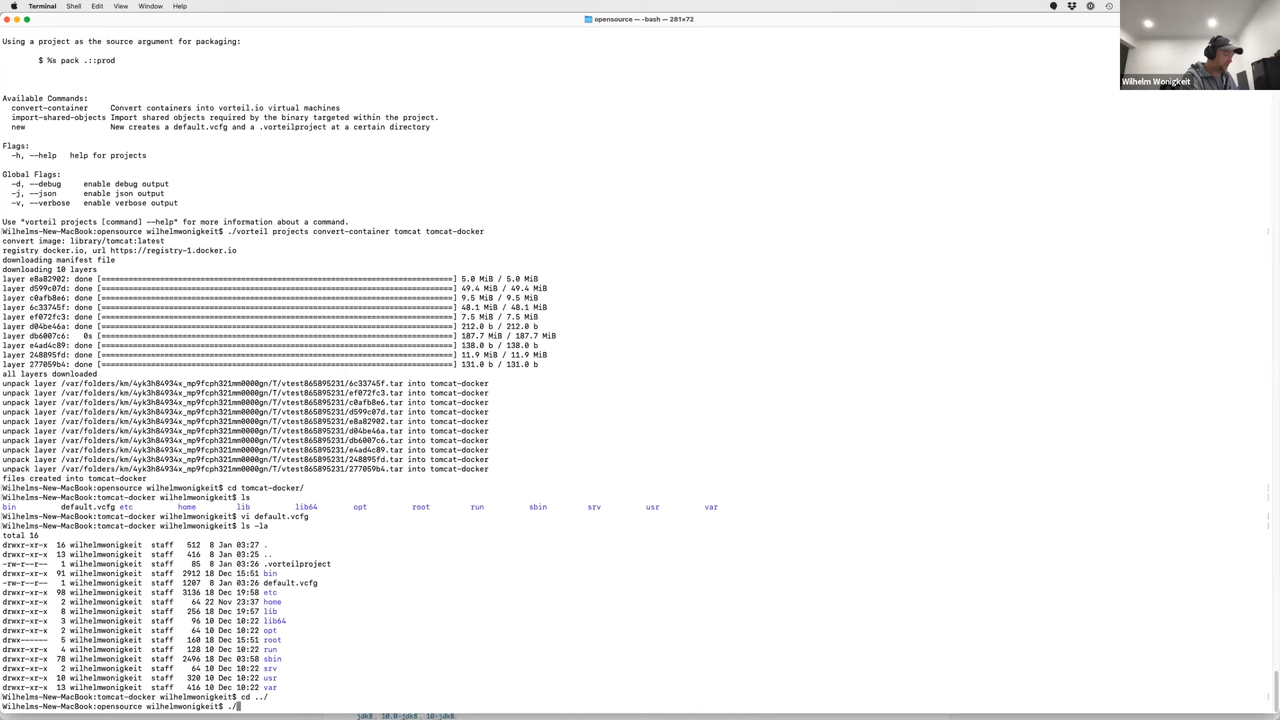 Terminal Shell Edit View Window Help
opensource — -bash — 281×72
Wilhelm Wonigkeit
Using a project as the source argument for packaging:
$ %s pack .::prod
Available Commands:
convert-container Convert containers into vorteil.io virtual machines
import-shared-objects Import shared objects required by the binary targeted within the project.
new New creates a default.vcfg and a .vorteilproject at a certain directory
Flags:
-h, --help help for projects
Global Flags:
-d, --debug enable debug output
-j, --json enable json output
-v, --verbose enable verbose output
Use "vorteil projects [command] --help" for more information about a command.
Wilhelms-New-MacBook:opensource wilhelmwonigkeit$ ./vorteil projects convert-container tomcat tomcat-docker
convert image: library/tomcat:latest
registry docker.io, url https://registry-1.docker.io
downloading manifest file
downloading 10 layers
layer e8a82902: done [==========================================================================] 5.0 MiB / 5.0 MiB
layer d599c07d: done [==========================================================================] 49.4 MiB / 49.4 MiB
layer c0afb8e6: done [==========================================================================] 9.5 MiB / 9.5 MiB
layer 6c33745f: done [==========================================================================] 48.1 MiB / 48.1 MiB
layer ef072fc3: done [==========================================================================] 7.5 MiB / 7.5 MiB
layer d04be46a: done [==========================================================================] 212.0 b / 212.0 b
layer db6007c6: 0s [==========================================================================] 187.7 MiB / 187.7 MiB
layer e4ad4c89: done [==========================================================================] 138.0 b / 138.0 b
layer 248895fd: done [==========================================================================] 11.9 MiB / 11.9 MiB
layer 277059b4: done [==========================================================================] 131.0 b / 131.0 b
all layers downloaded
unpack layer /var/folders/km/4yk3h84934x_mp9fcph321mm0000gn/T/vtest865895231/6c33745f.tar into tomcat-docker
unpack layer /var/folders/km/4yk3h84934x_mp9fcph321mm0000gn/T/vtest865895231/ef072fc3.tar into tomcat-docker
unpack layer /var/folders/km/4yk3h84934x_mp9fcph321mm0000gn/T/vtest865895231/c0afb8e6.tar into tomcat-docker
unpack layer /var/folders/km/4yk3h84934x_mp9fcph321mm0000gn/T/vtest865895231/d599c07d.tar into tomcat-docker
unpack layer /var/folders/km/4yk3h84934x_mp9fcph321mm0000gn/T/vtest865895231/e8a82902.tar into tomcat-docker
unpack layer /var/folders/km/4yk3h84934x_mp9fcph321mm0000gn/T/vtest865895231/d04be46a.tar into tomcat-docker
unpack layer /var/folders/km/4yk3h84934x_mp9fcph321mm0000gn/T/vtest865895231/db6007c6.tar into tomcat-docker
unpack layer /var/folders/km/4yk3h84934x_mp9fcph321mm0000gn/T/vtest865895231/e4ad4c89.tar into tomcat-docker
unpack layer /var/folders/km/4yk3h84934x_mp9fcph321mm0000gn/T/vtest865895231/248895fd.tar into tomcat-docker
unpack layer /var/folders/km/4yk3h84934x_mp9fcph321mm0000gn/T/vtest865895231/277059b4.tar into tomcat-docker
files created into tomcat-docker
Wilhelms-New-MacBook:opensource wilhelmwonigkeit$ cd tomcat-docker/
Wilhelms-New-MacBook:tomcat-docker wilhelmwonigkeit$ ls
bin default.vcfg etc home lib lib64 opt root run sbin srv usr var
Wilhelms-New-MacBook:tomcat-docker wilhelmwonigkeit$ vi default.vcfg
Wilhelms-New-MacBook:tomcat-docker wilhelmwonigkeit$ ls -la
total 16
drwxr-xr-x 16 wilhelmwonigkeit staff 512 8 Jan 03:27 .
drwxr-xr-x 13 wilhelmwonigkeit staff 416 8 Jan 03:25 ..
-rw-r--r-- 1 wilhelmwonigkeit staff 85 8 Jan 03:26 .vorteilproject
drwxr-xr-x 91 wilhelmwonigkeit staff 2912 18 Dec 15:51 bin
-rw-r--r-- 1 wilhelmwonigkeit staff 1207 8 Jan 03:26 default.vcfg
drwxr-xr-x 98 wilhelmwonigkeit staff 3136 18 Dec 19:58 etc
drwxr-xr-x 2 wilhelmwonigkeit staff 64 22 Nov 23:37 home
drwxr-xr-x 8 wilhelmwonigkeit staff 256 18 Dec 19:57 lib
drwxr-xr-x 3 wilhelmwonigkeit staff 96 10 Dec 10:22 lib64
drwxr-xr-x 2 wilhelmwonigkeit staff 64 10 Dec 10:22 opt
drwx------ 5 wilhelmwonigkeit staff 160 18 Dec 15:51 root
drwxr-xr-x 4 wilhelmwonigkeit staff 128 10 Dec 10:22 run
drwxr-xr-x 78 wilhelmwonigkeit staff 2496 18 Dec 03:58 sbin
drwxr-xr-x 2 wilhelmwonigkeit staff 64 10 Dec 10:22 srv
drwxr-xr-x 10 wilhelmwonigkeit staff 320 10 Dec 10:22 usr
drwxr-xr-x 13 wilhelmwonigkeit staff 416 10 Dec 10:22 var
Wilhelms-New-MacBook:tomcat-docker wilhelmwonigkeit$ cd ../
Wilhelms-New-MacBook:opensource wilhelmwonigkeit$ ./
jdk8, 10.0-jdk8, 10-jdk8